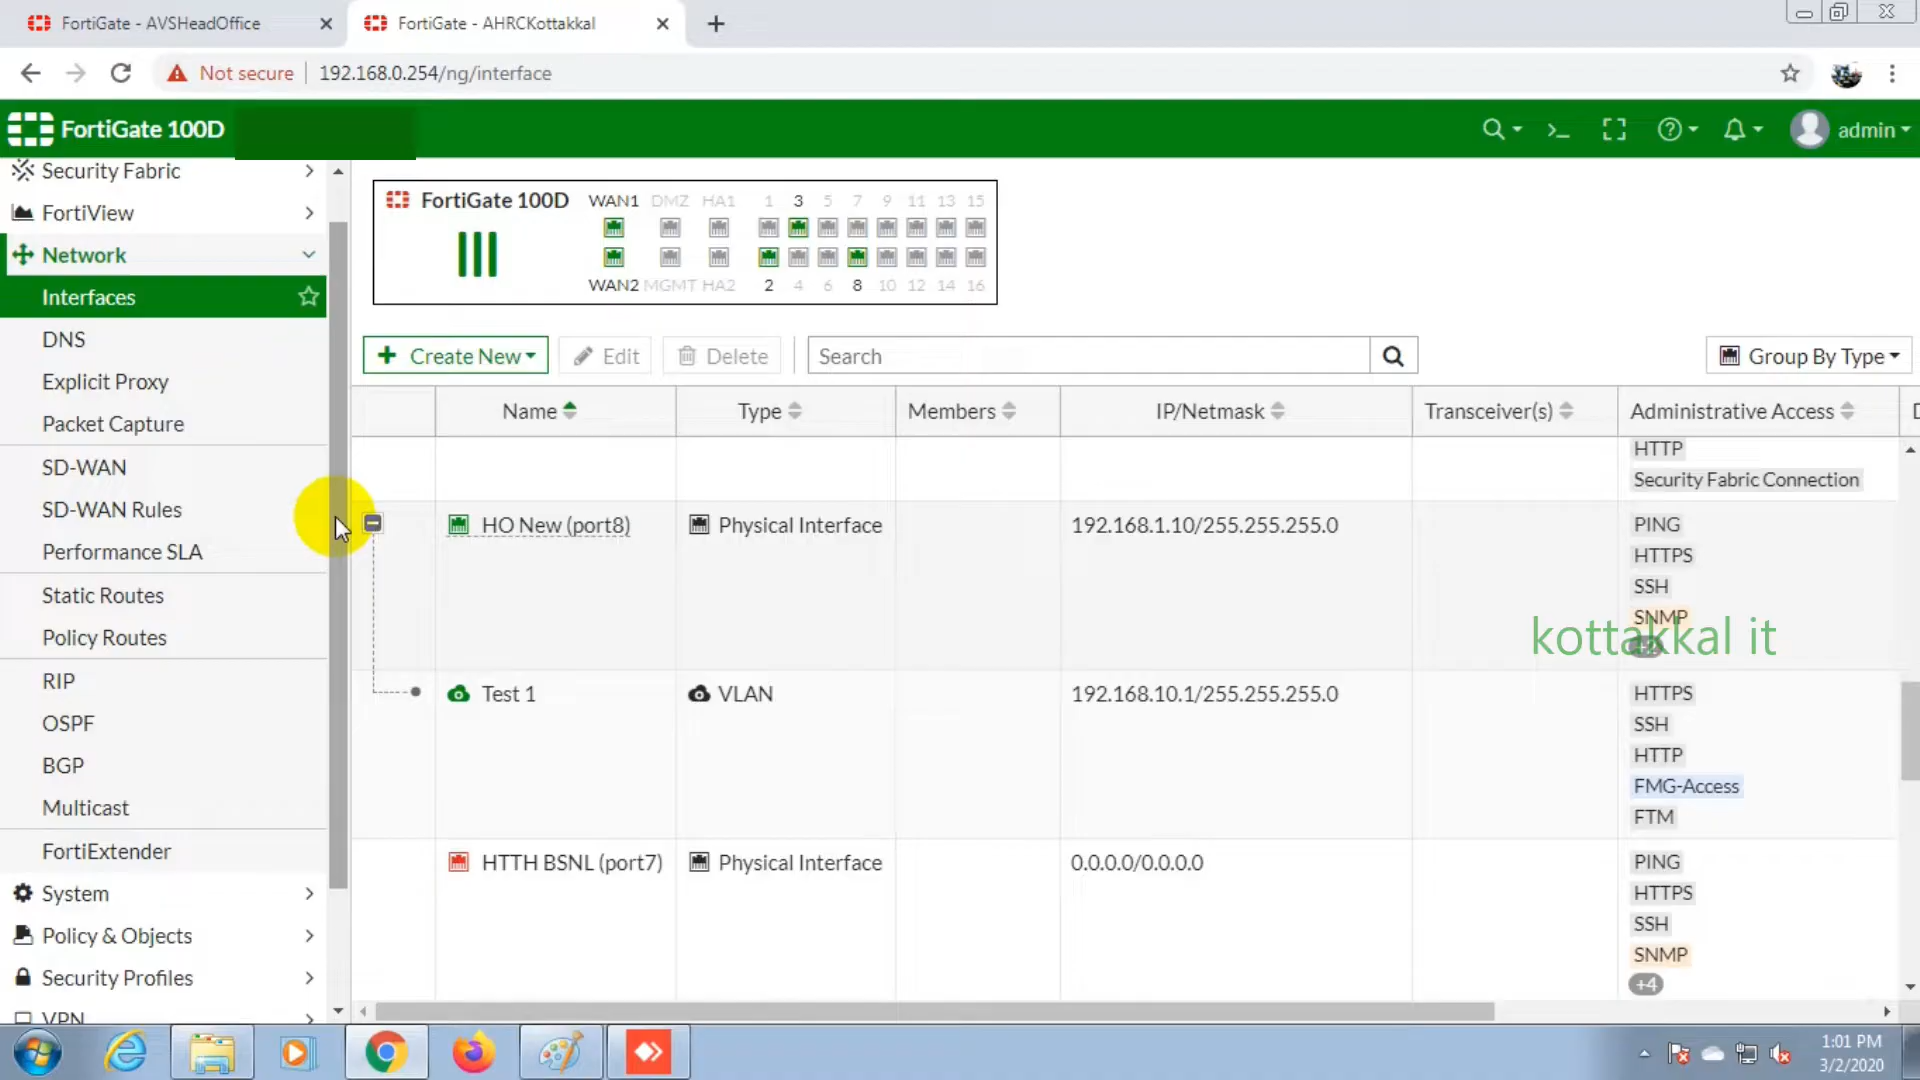 FortiGate - AVSHeadOffice
FortiGate - AHRCKottakkal
Not secure
192.168.0.254/ng/interface
FortiGate 100D
admin
Security Fabric
FortiView
Network
Interfaces
DNS
Explicit Proxy
Packet Capture
SD-WAN
SD-WAN Rules
Performance SLA
Static Routes
Policy Routes
RIP
OSPF
BGP
Multicast
FortiExtender
System
Policy & Objects
Security Profiles
VPN
FortiGate 100D
WAN1 DMZ HA1 1 3 5 7 9 11 13 15
WAN2 MGMT HA2 2 4 6 8 10 12 14 16
Create New
Edit
Delete
Search
Group By Type
Name Type Members IP/Netmask Transceiver(s) Administrative Access
HTTP
Security Fabric Connection
HO New (port8) Physical Interface 192.168.1.10/255.255.255.0 PING
HTTPS
SSH
SNMP
kottakkal it
Test 1 VLAN 192.168.10.1/255.255.255.0 HTTPS
SSH
HTTP
FMG-Access
FTM
HTTH BSNL (port7) Physical Interface 0.0.0.0/0.0.0.0 PING
HTTPS
SSH
SNMP
+4
1:01 PM
3/2/2020